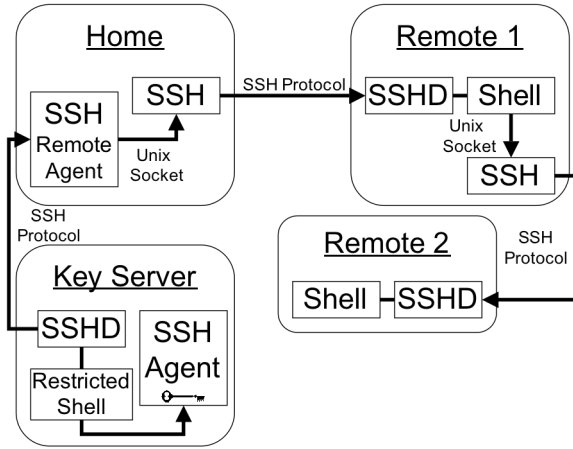 Home
SSH
Remote
Agent
SSH
Unix
Socket
SSH Protocol
Remote 1
SSHD
Shell
Unix
Socket
SSH
SSH
Protocol
Key Server
SSHD
Restricted
Shell
SSH
Agent
Remote 2
Shell
SSHD
SSH
Protocol